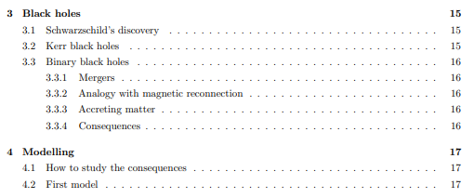 3 Black holes 15
3.1 Schwarzschild's discovery . . . . . . . . . . . . . . . . . . . . . . . . . . . . 15
3.2 Kerr black holes . . . . . . . . . . . . . . . . . . . . . . . . . . . . . . . . 15
3.3 Binary black holes . . . . . . . . . . . . . . . . . . . . . . . . . . . . . . . 16
3.3.1 Mergers . . . . . . . . . . . . . . . . . . . . . . . . . . . . . . . . . 16
3.3.2 Analogy with magnetic reconnection . . . . . . . . . . . . . . . . . . . 16
3.3.3 Accreting matter . . . . . . . . . . . . . . . . . . . . . . . . . . . . 16
3.3.4 Consequences . . . . . . . . . . . . . . . . . . . . . . . . . . . . . . 16
4 Modelling 17
4.1 How to study the consequences . . . . . . . . . . . . . . . . . . . . . . . . . 17
4.2 First model . . . . . . . . . . . . . . . . . . . . . . . . . . . . . . . . . . 17